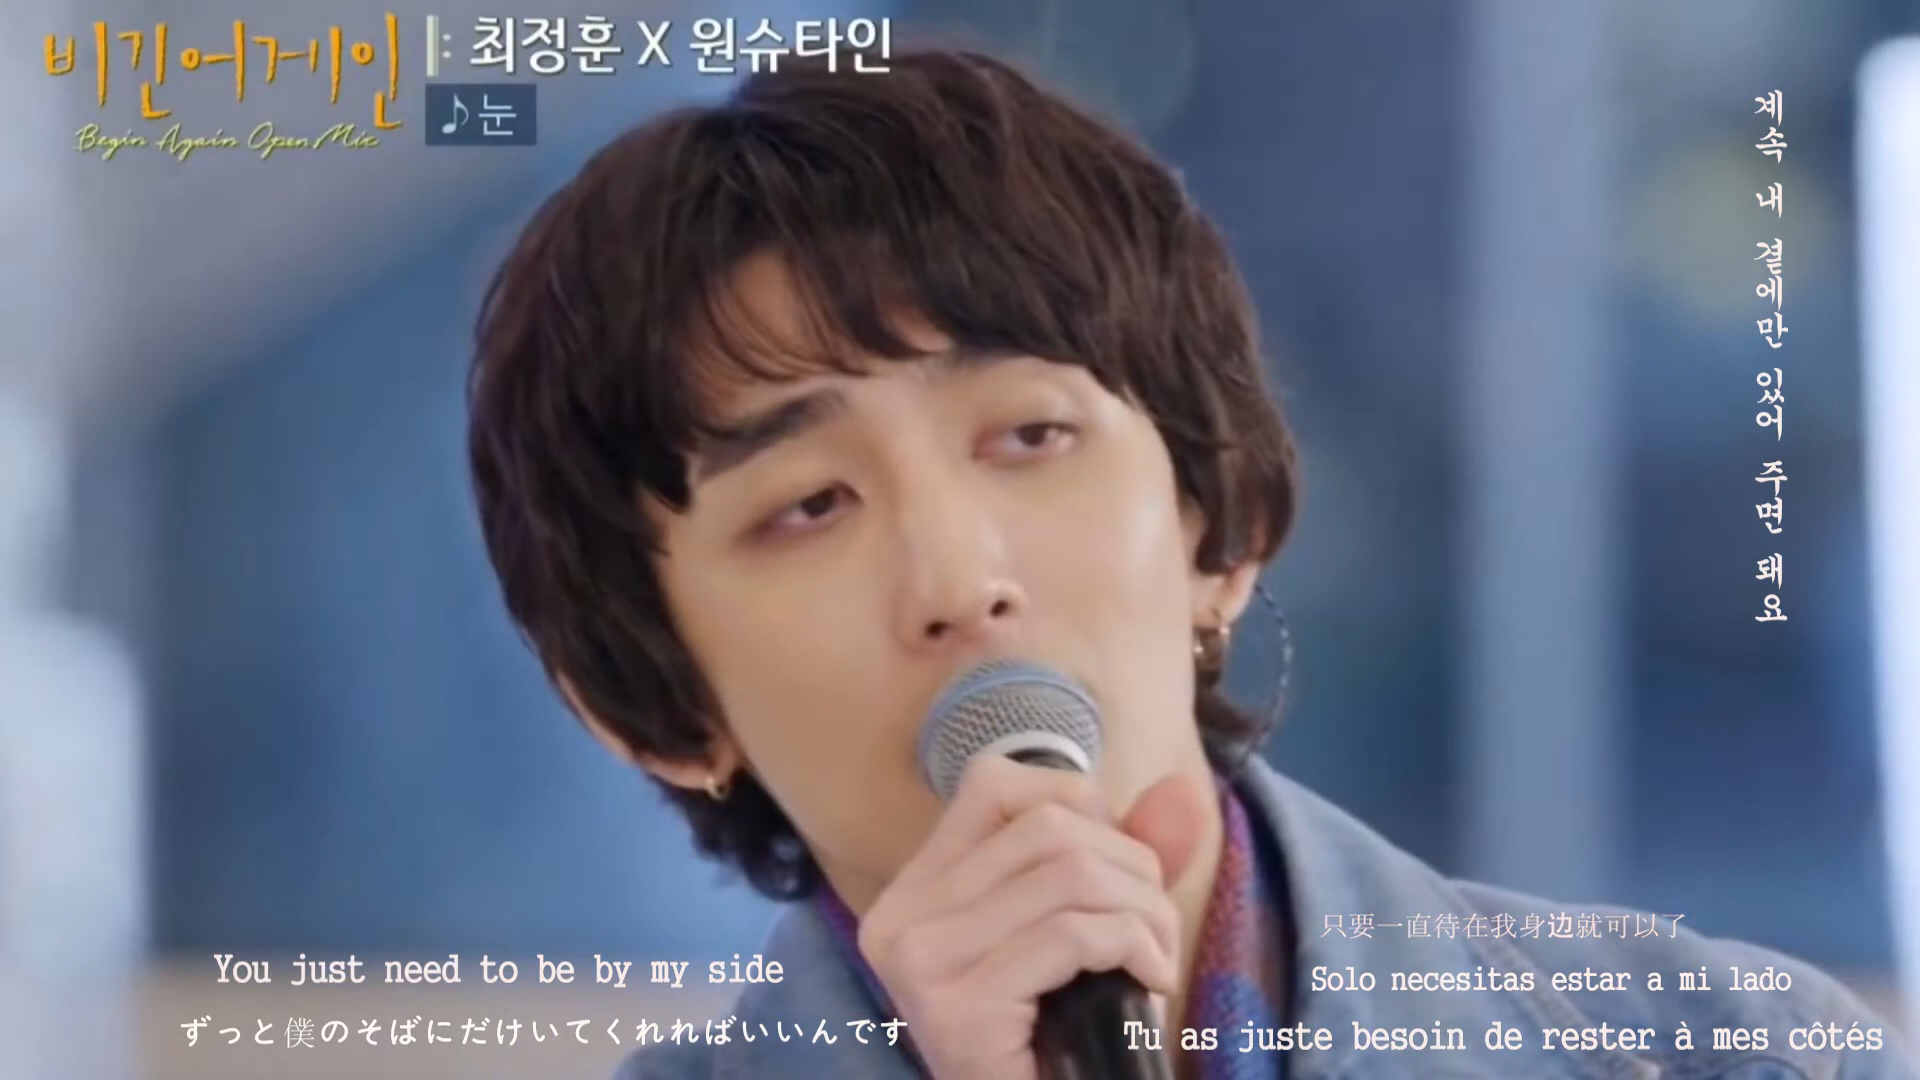 비긴어게인
Begin Again Open Mic
: 최정훈 X 원슈타인
♪눈
계속 내 곁에만 있어 주면 돼요
You just need to be by my side
ずっと僕のそばにだけいてくれればいいんです
只要一直待在我身边就可以了
Solo necesitas estar a mi lado
Tu as juste besoin de rester à mes côtés